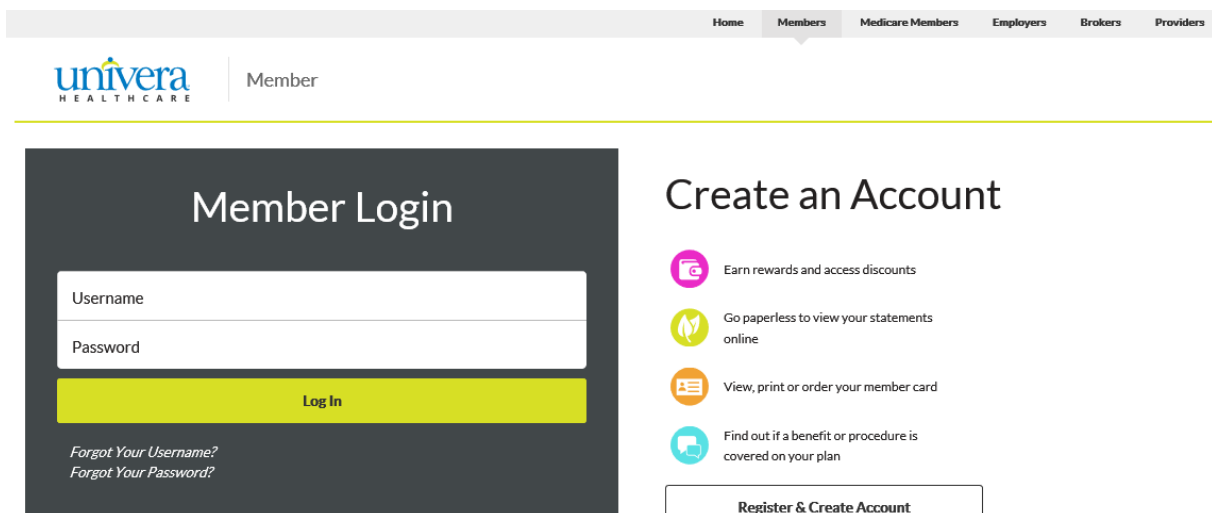 Home Members Medicare Members Employers Brokers Providers
univera
HEALTHCARE
Member
Member Login
Username
Password
Log In
Forgot Your Username?
Forgot Your Password?
Create an Account
Earn rewards and access discounts
Go paperless to view your statements
online
View, print or order your member card
Find out if a benefit or procedure is
covered on your plan
Register & Create Account